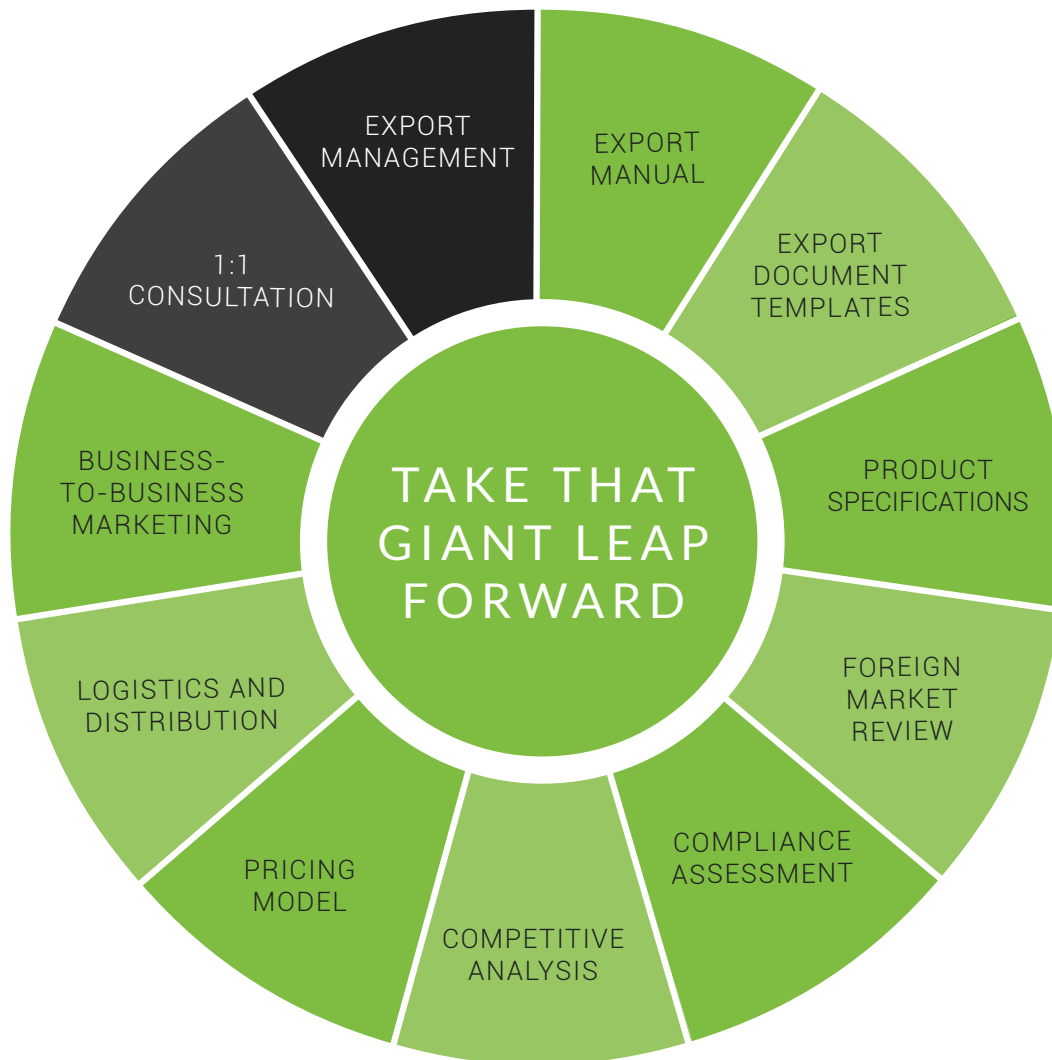 EXPORT
MANAGEMENT
EXPORT
MANUAL
EXPORT
DOCUMENT
TEMPLATES
PRODUCT
SPECIFICATIONS
FOREIGN
MARKET
REVIEW
COMPLIANCE
ASSESSMENT
COMPETITIVE
ANALYSIS
PRICING
MODEL
LOGISTICS AND
DISTRIBUTION
BUSINESS-
TO-BUSINESS
MARKETING
1:1
CONSULTATION
TAKE THAT
GIANT LEAP
FORWARD